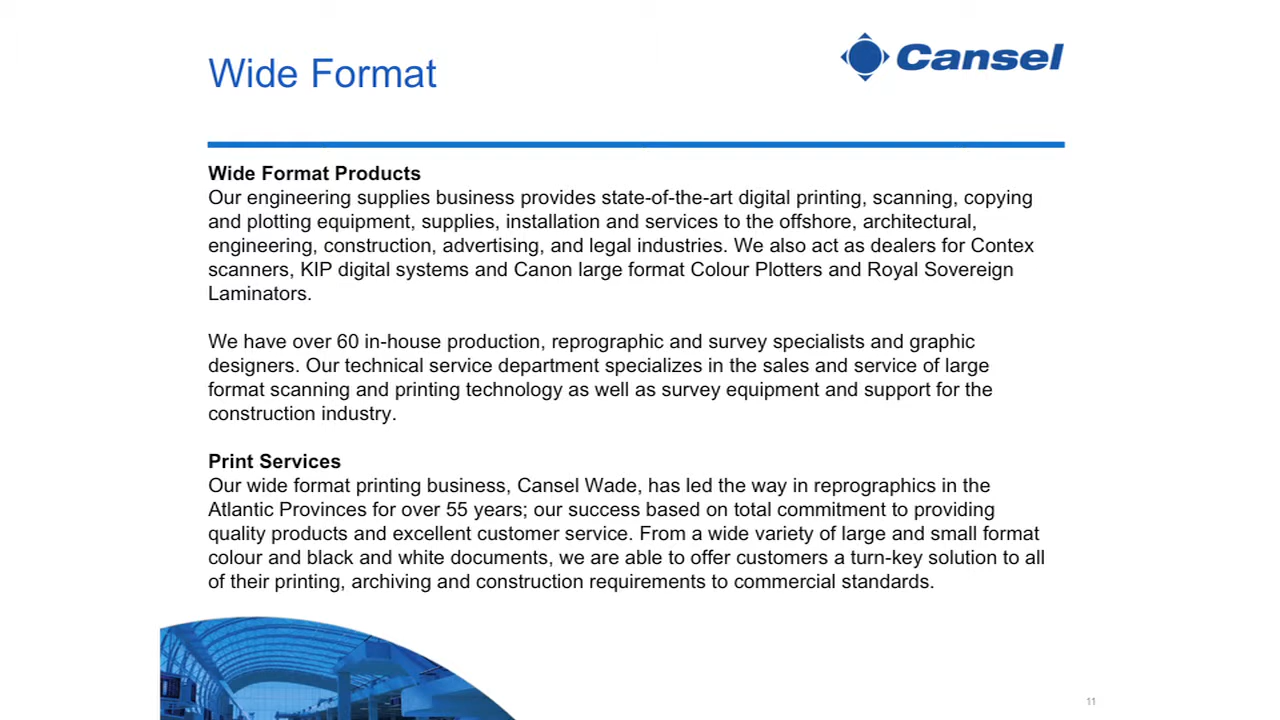 Wide Format
Cansel
Wide Format Products
Our engineering supplies business provides state-of-the-art digital printing, scanning, copying
and plotting equipment, supplies, installation and services to the offshore, architectural,
engineering, construction, advertising, and legal industries. We also act as dealers for Contex
scanners, KIP digital systems and Canon large format Colour Plotters and Royal Sovereign
Laminators.
We have over 60 in-house production, reprographic and survey specialists and graphic
designers. Our technical service department specializes in the sales and service of large
format scanning and printing technology as well as survey equipment and support for the
construction industry.
Print Services
Our wide format printing business, Cansel Wade, has led the way in reprographics in the
Atlantic Provinces for over 55 years; our success based on total commitment to providing
quality products and excellent customer service. From a wide variety of large and small format
colour and black and white documents, we are able to offer customers a turn-key solution to all
of their printing, archiving and construction requirements to commercial standards.
11